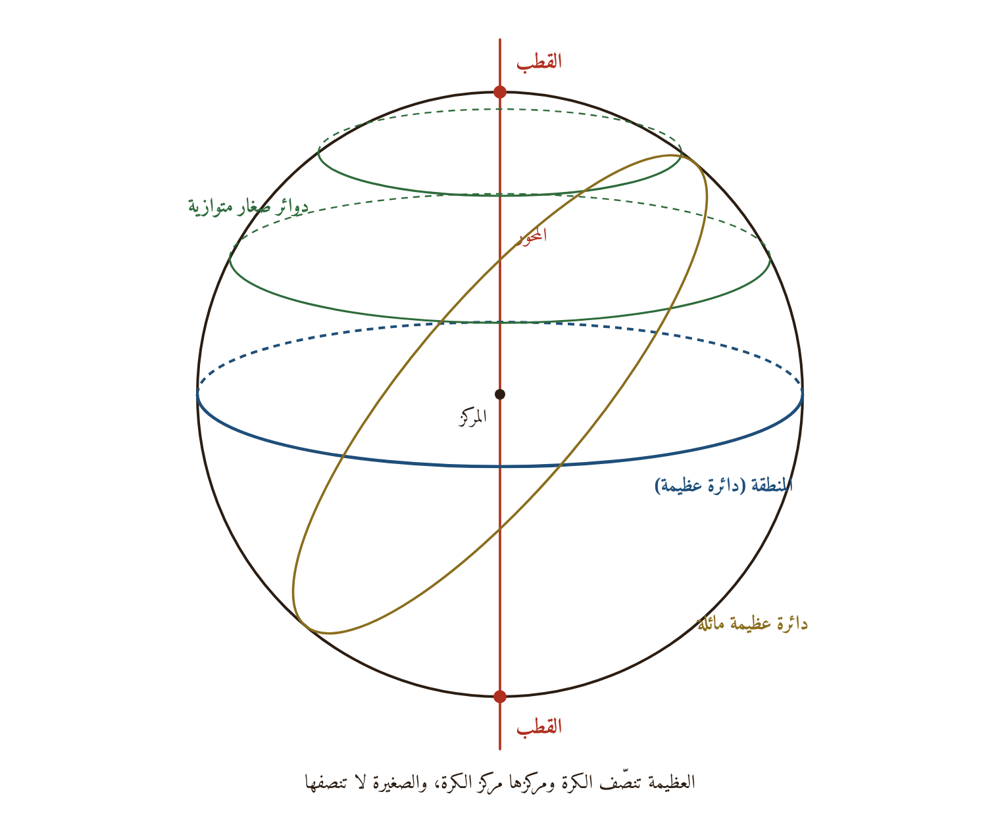 القطب
دوائر صغار متوازية
المحور
المركز
المنطقة (دائرة عظيمة)
دائرة عظيمة مائلة
القطب
العظيمة تنصّف الكرة ومركزها مركز الكرة، والصغيرة لا تنصفها